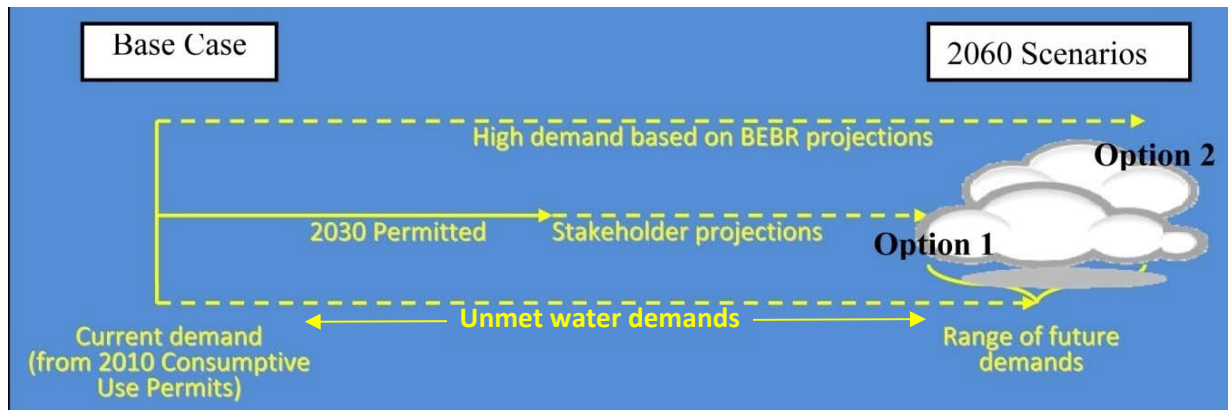 Base Case
2060 Scenarios
High demand based on BEBR projections
Option 2
2030 Permitted
Stakeholder projections
Option 1
Unmet water demands
Current demand
(from 2010 Consumptive
Use Permits)
Range of future
demands